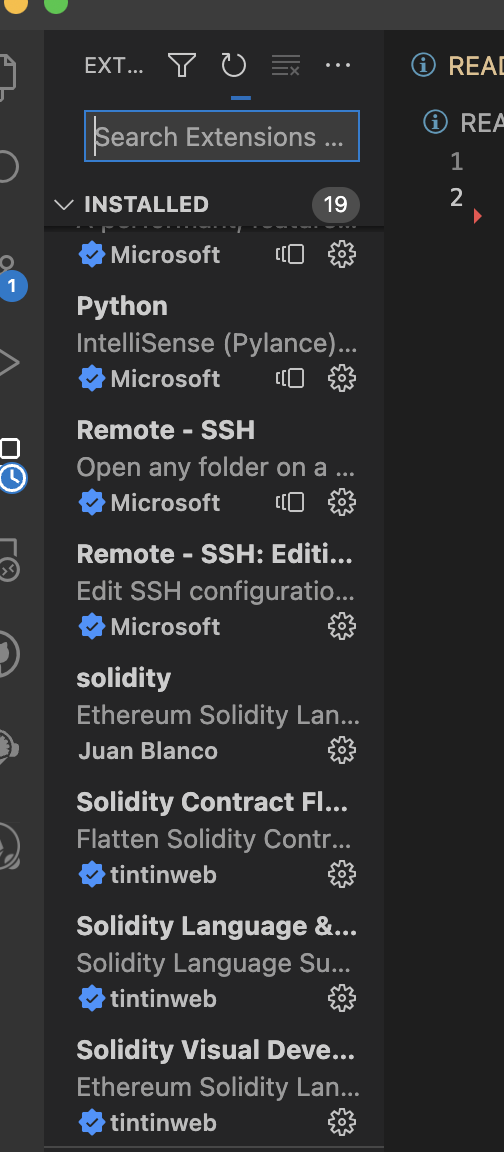 EXT...
READ
Search Extensions ...
READ
INSTALLED
19
1
2
Microsoft
1
Python
IntelliSense (Pylance)...
Microsoft
Remote - SSH
Open any folder on a ...
Microsoft
Remote - SSH: Editi...
Edit SSH configuratio...
Microsoft
solidity
Ethereum Solidity Lan...
Juan Blanco
Solidity Contract Fl...
Flatten Solidity Contr...
tintinweb
Solidity Language &...
Solidity Language Su...
tintinweb
Solidity Visual Deve...
Ethereum Solidity Lan...
tintinweb